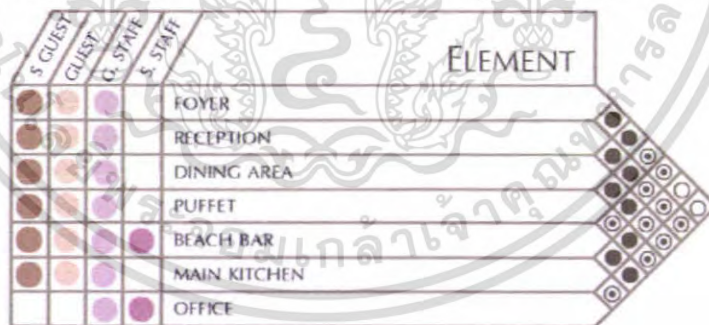 S GUEST
GUEST
G. STAFF
S. STAFF
ELEMENT
FOYER
RECEPTION
DINING AREA
PUFFET
BEACH BAR
MAIN KITCHEN
OFFICE